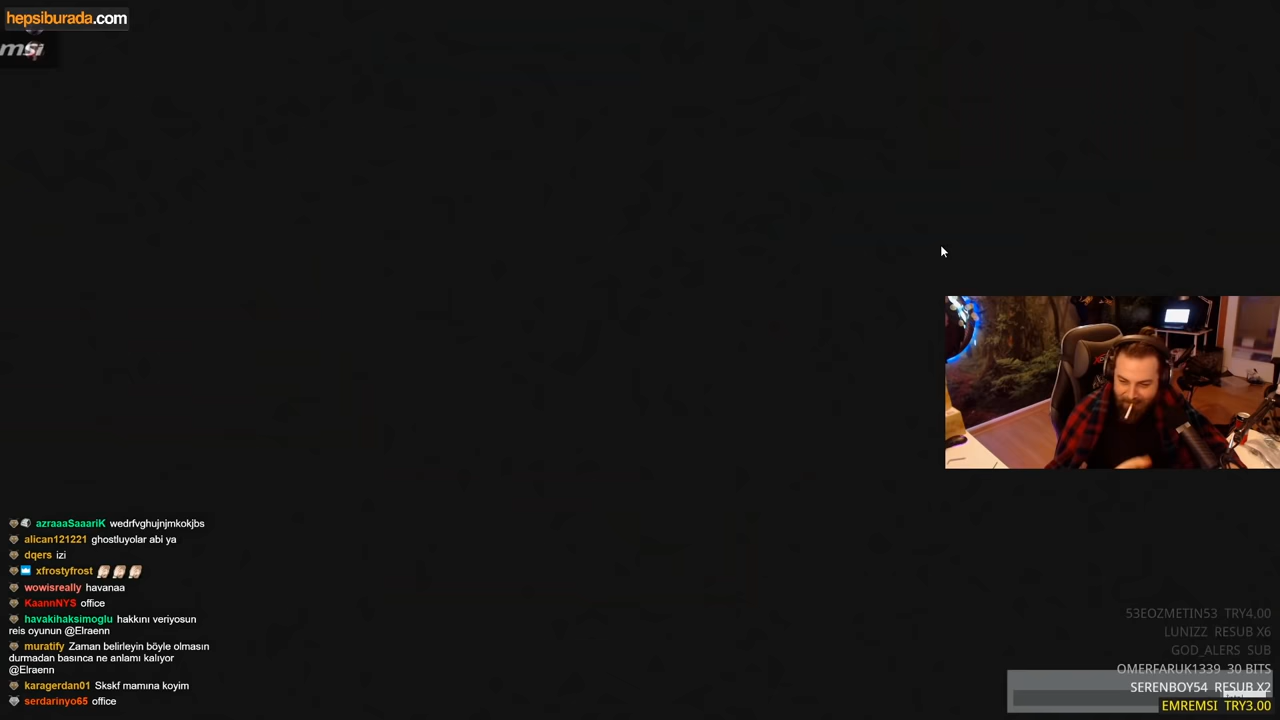 hepsiburada.com
msi
azraaaSaaariK wedrfvghujnjmkokjbs
alican121221 ghostluyolar abi ya
dqers izi
xfrostyfrost
wowisreally havanaa
KaannNYS office
havakihaksimoglu hakkını veriyosun
reis oyunun @Elraenn
muratify Zaman belirleyin böyle olmasın
durmadan basınca ne anlamı kalıyor
@Elraenn
karagerdan01 Skskf mamına koyim
serdarinyo65 office
53EOZMETIN53 TRY4.00
LUNIZZ RESUB X6
GOD_ALERS SUB
OMERFARUK1339 30 BITS
SERENBOY54 RESUB X2
EMREMSI TRY3.00